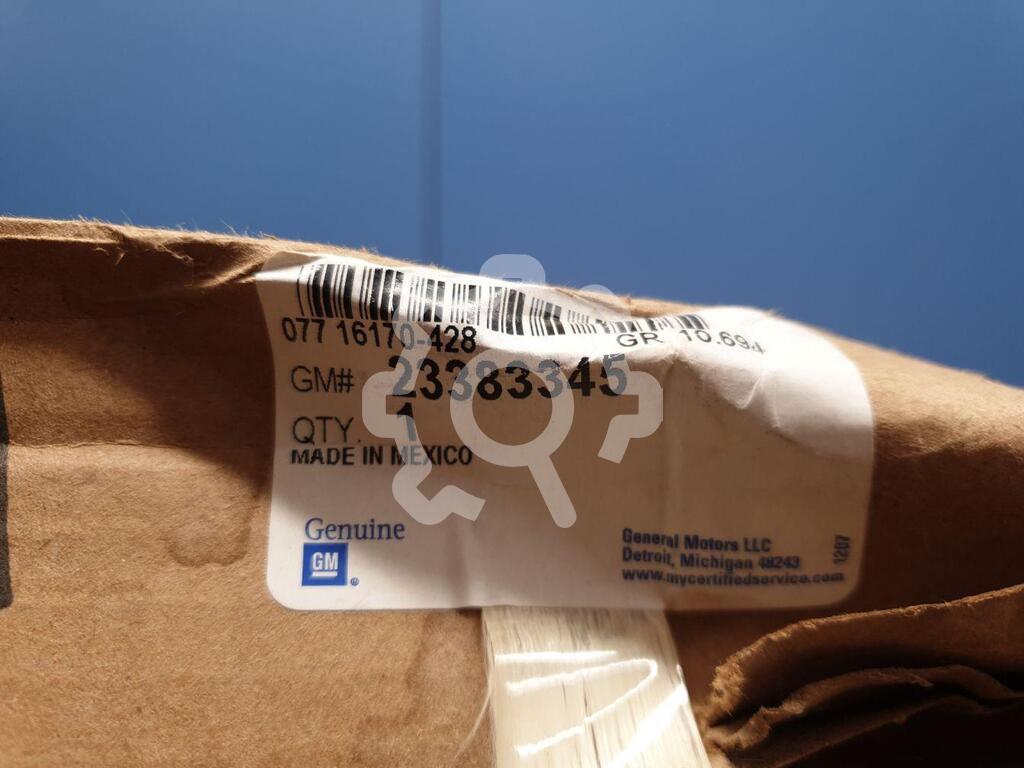 077 16170-428
GR 10.694
GM# 23383345
QTY. 1
MADE IN MEXICO
Genuine
GM ®
General Motors LLC
Detroit, Michigan 48243
www.mycertifiedservice.com
1207